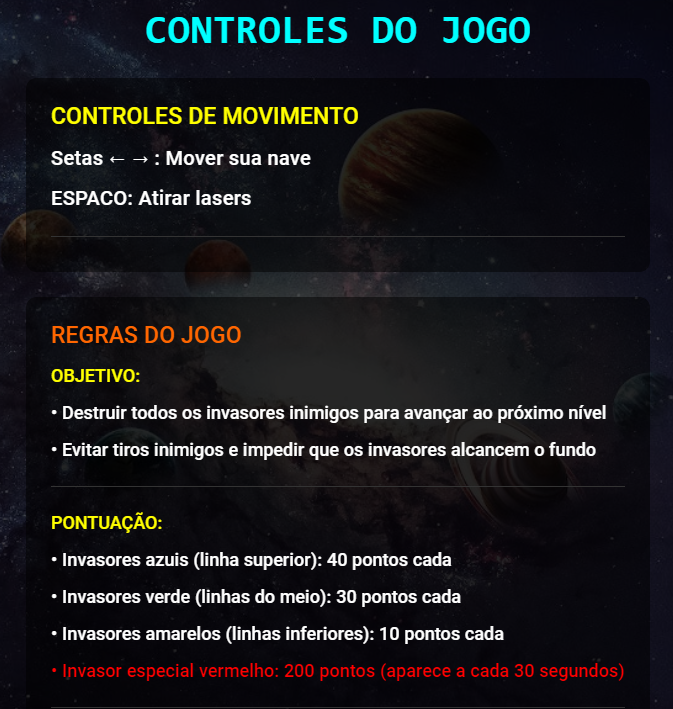 CONTROLES DO JOGO
CONTROLES DE MOVIMENTO
Setas ← → : Mover sua nave
ESPACO: Atirar lasers
REGRAS DO JOGO
OBJETIVO:
• Destruir todos os invasores inimigos para avançar ao próximo nível
• Evitar tiros inimigos e impedir que os invasores alcancem o fundo
PONTUAÇÃO:
• Invasores azuis (linha superior): 40 pontos cada
• Invasores verde (linhas do meio): 30 pontos cada
• Invasores amarelos (linhas inferiores): 10 pontos cada
• Invasor especial vermelho: 200 pontos (aparece a cada 30 segundos)